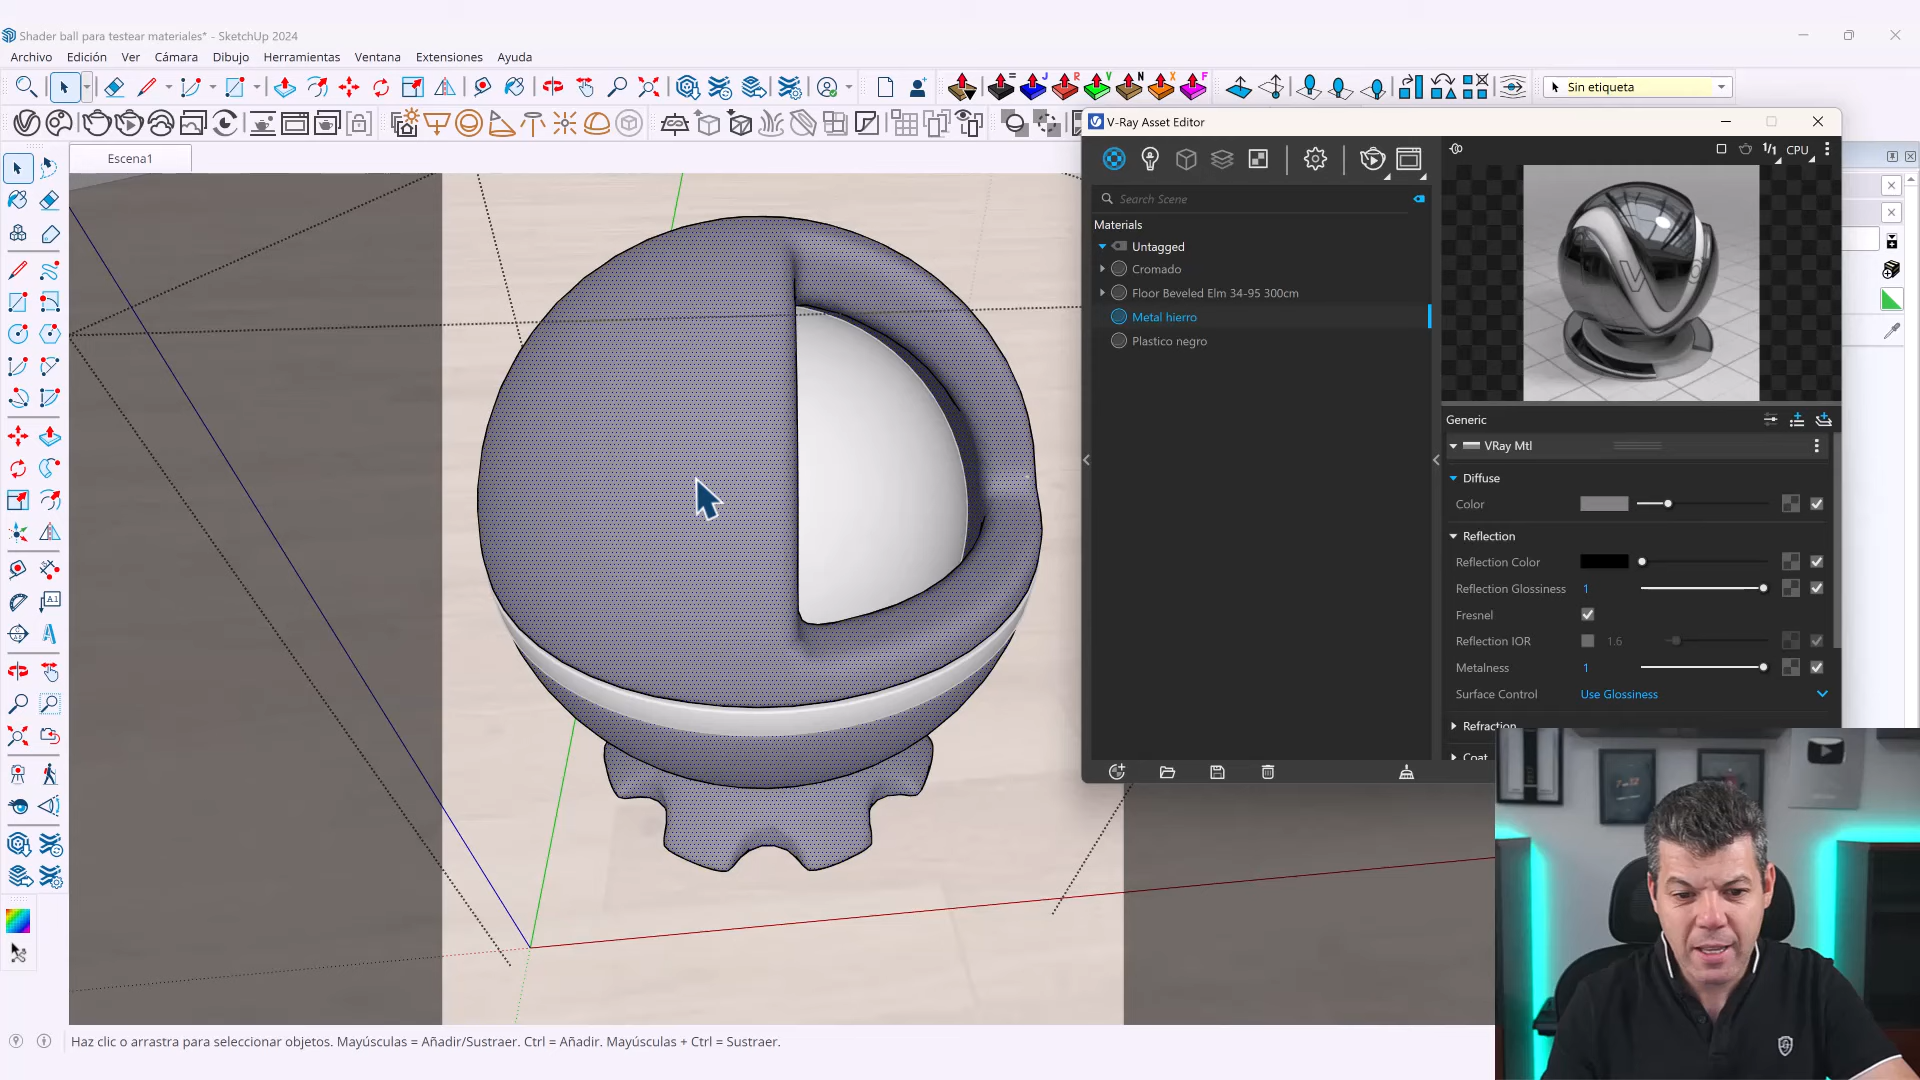 Shader ball para testear materiales* - SketchUp 2024
Archivo Edición Ver Cámara Dibujo Herramientas Ventana Extensiones Ayuda
Sin etiqueta
Escena1
V-Ray Asset Editor
1/1 CPU
Search Scene
Materials
Untagged
Cromado
Floor Beveled Elm 34-95 300cm
Metal hierro
Plastico negro
Generic
VRay Mtl
Diffuse
Color
Reflection
Reflection Color
Reflection Glossiness 1
Fresnel
Reflection IOR 1.6
Metalness 1
Surface Control Use Glossiness
Refraction
Coat
Haz clic o arrastra para seleccionar objetos. Mayúsculas = Añadir/Sustraer. Ctrl = Añadir. Mayúsculas + Ctrl = Sustraer.